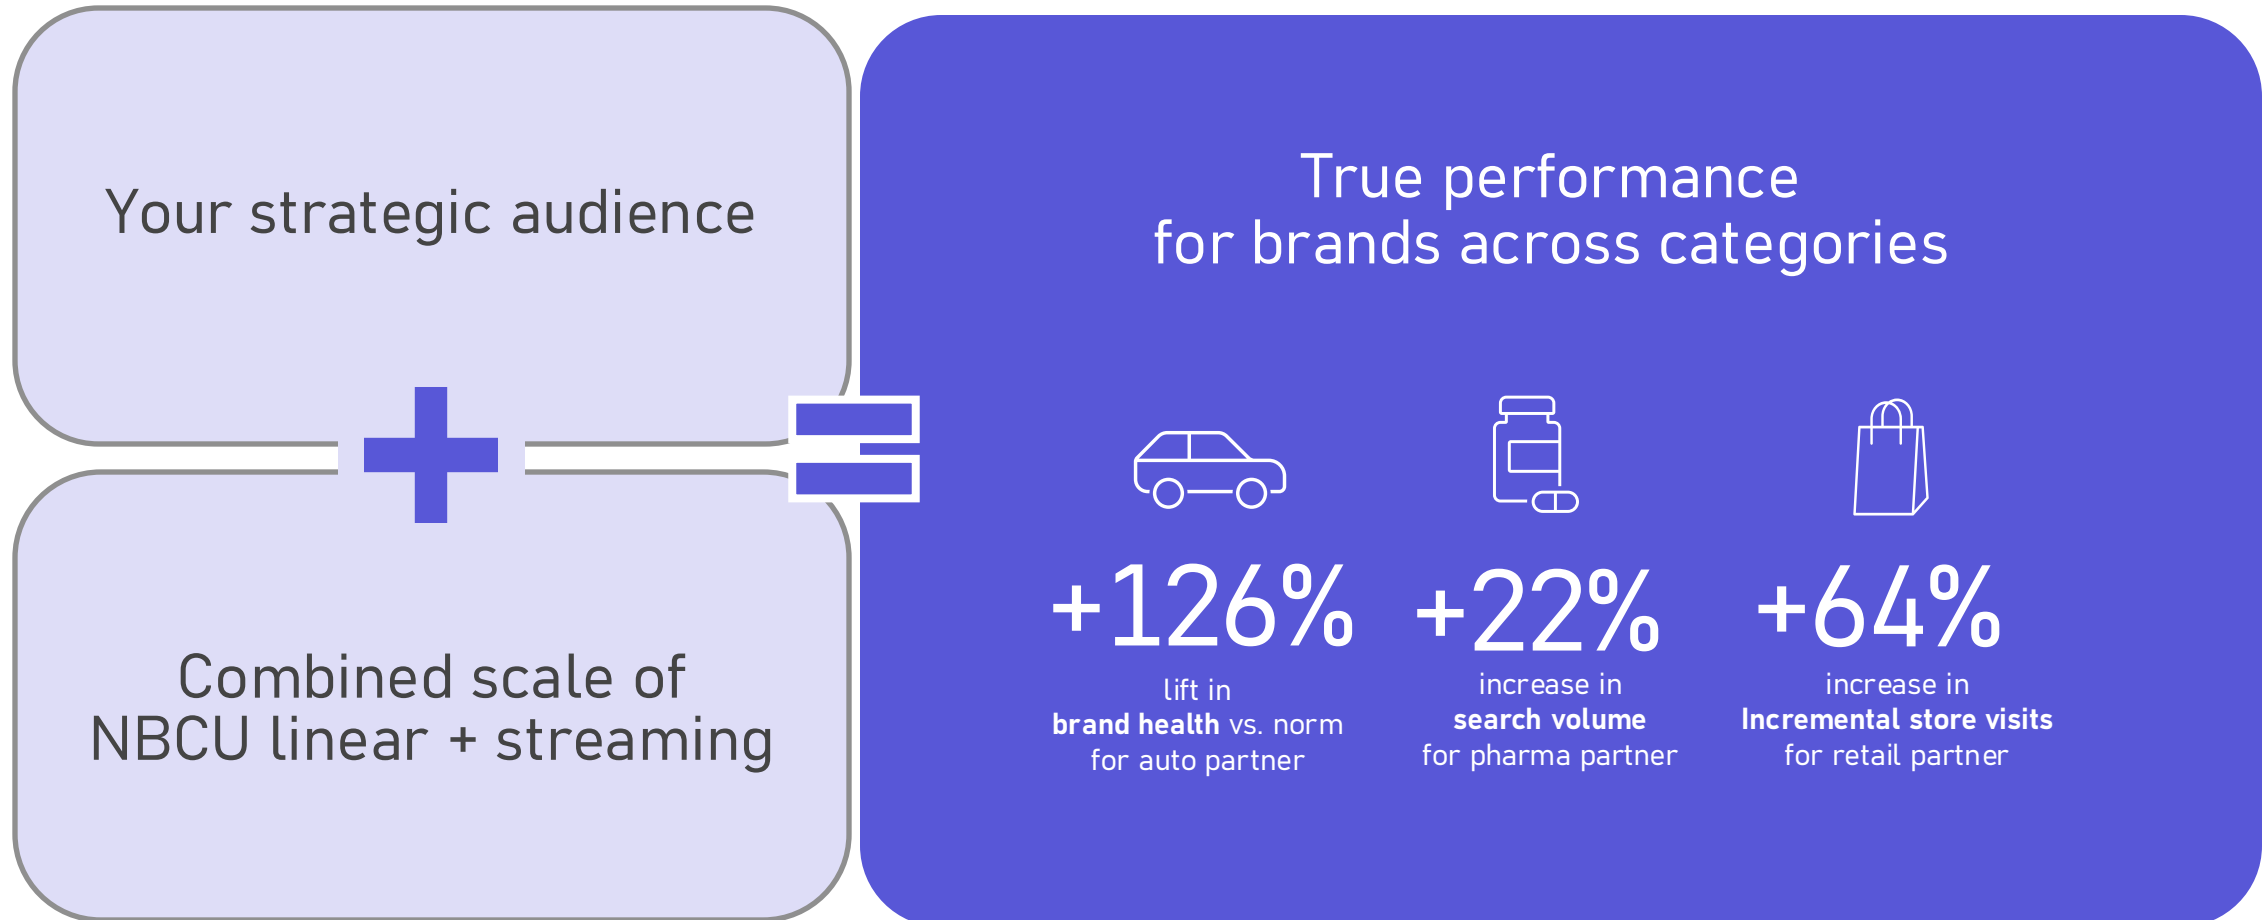 Your strategic audience
+
Combined scale of
NBCU linear + streaming
=
True performance
for brands across categories
+126%
lift in
brand health vs. norm
for auto partner
+22%
increase in
search volume
for pharma partner
+64%
increase in
Incremental store visits
for retail partner